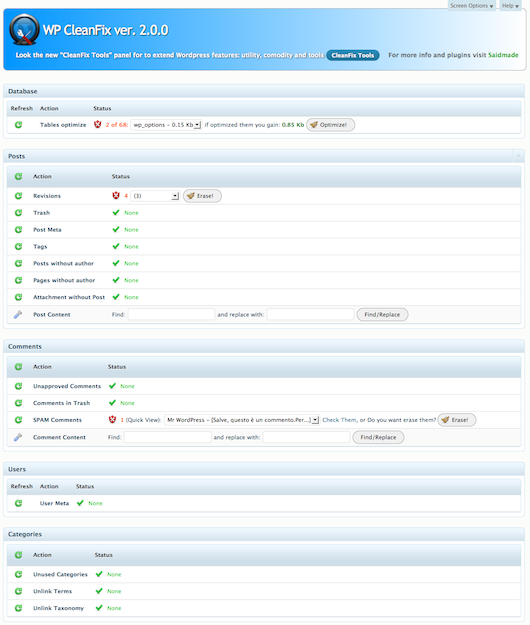 Screen Options Help
WP CleanFix ver. 2.0.0
Look the new "CleanFix Tools" panel for to extend Wordpress features: utility, comodity and tools CleanFix Tools For more info and plugins visit Saidmade
Database
Refresh Action Status
Tables optimize 2 of 68: wp_options - 0.15 Kb if optimized them you gain: 0.85 Kb Optimize!
Posts
Action Status
Revisions 4 (3) Erase!
Trash None
Post Meta None
Tags None
Posts without author None
Pages without author None
Attachment without Post None
Post Content Find: and replace with: Find/Replace
Comments
Action Status
Unapproved Comments None
Comments in Trash None
SPAM Comments 1 (Quick View): Mr WordPress - [Salve, questo è un commento.Per...] Check Them, or Do you want erase them? Erase!
Comment Content Find: and replace with: Find/Replace
Users
Refresh Action Status
User Meta None
Categories
Action Status
Unused Categories None
Unlink Terms None
Unlink Taxonomy None